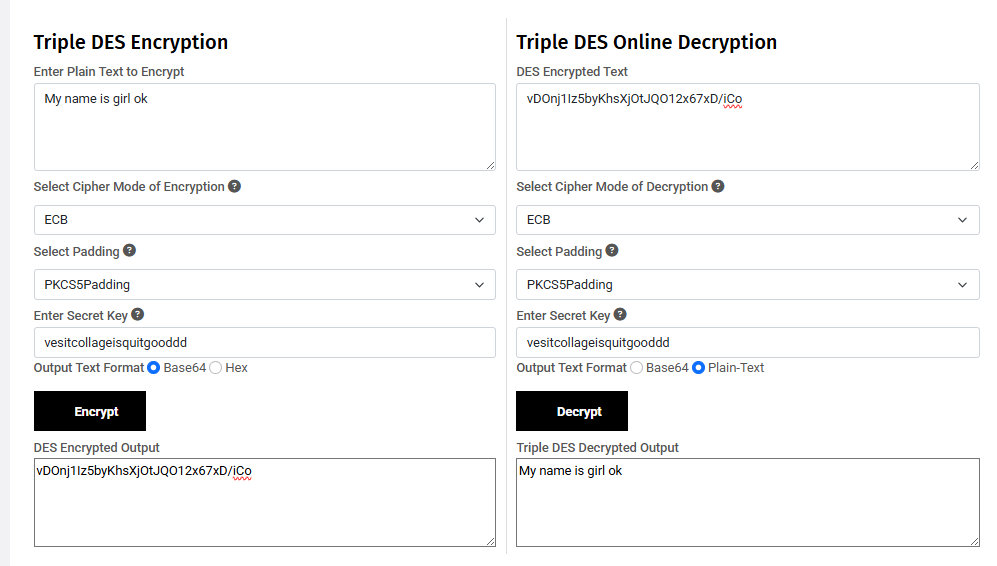 Triple DES Encryption
Enter Plain Text to Encrypt
My name is girl ok
Select Cipher Mode of Encryption ?
ECB
Select Padding ?
PKCS5Padding
Enter Secret Key ?
vesitcollageisquitgooddd
Output Text Format Base64 Hex
Encrypt
DES Encrypted Output
vDOnj1Iz5byKhsXjOtJQO12x67xD/iCo
Triple DES Online Decryption
DES Encrypted Text
vDOnj1Iz5byKhsXjOtJQO12x67xD/iCo
Select Cipher Mode of Decryption ?
ECB
Select Padding ?
PKCS5Padding
Enter Secret Key ?
vesitcollageisquitgooddd
Output Text Format Base64 Plain-Text
Decrypt
Triple DES Decrypted Output
My name is girl ok